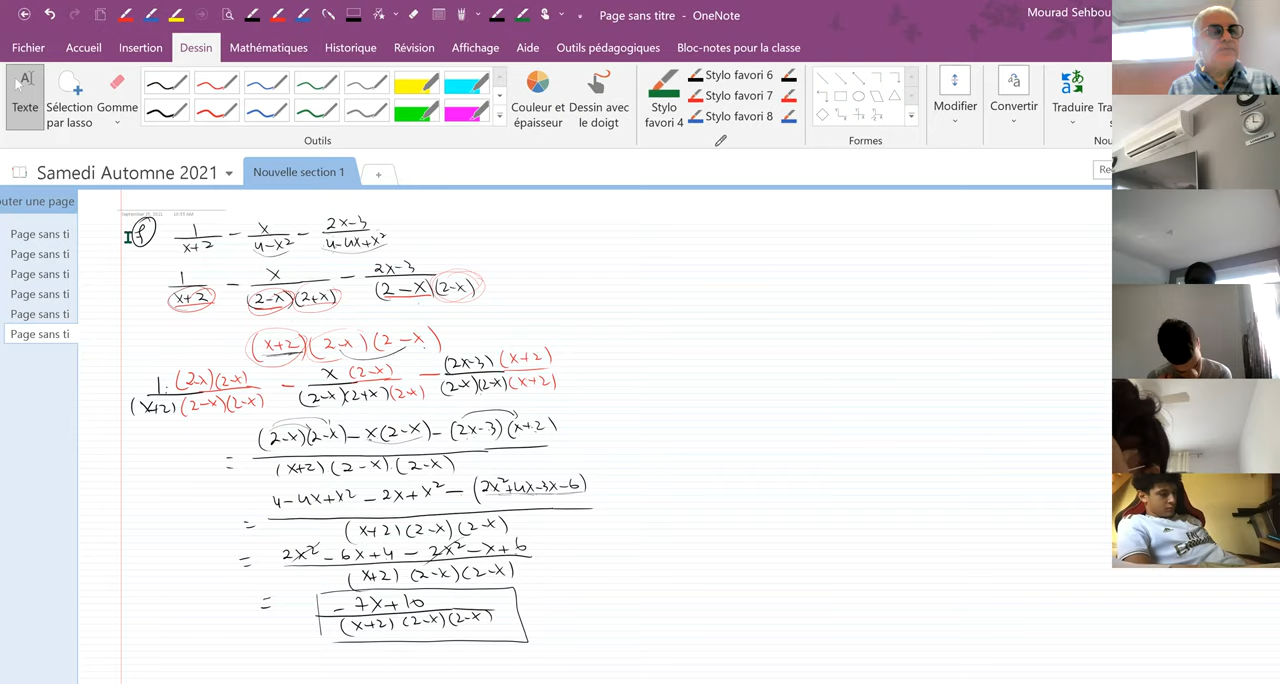 Page sans titre - OneNote
Mourad Sehbou
Fichier Accueil Insertion Dessin Mathématiques Historique Révision Affichage Aide Outils pédagogiques Bloc-notes pour la classe
Texte
Sélection par lasso
Gomme
Couleur et épaisseur
Dessin avec le doigt
Stylo favori 4
Stylo favori 6
Stylo favori 7
Stylo favori 8
Modifier
Convertir
Traduire
Outils
Formes
Samedi Automne 2021
Nouvelle section 1
outer une page
Page sans ti
Page sans ti
Page sans ti
Page sans ti
Page sans ti
Page sans ti
1/(x+2) - x/(4-x²) - (2x-3)/(4-4x+x²)
1/(x+2) - x/((2-x)(2+x)) - (2x-3)/((2-x)(2-x))
(x+2)(2-x)(2-x)
1·(2-x)(2-x)/((x+2)(2-x)(2-x)) - x(2-x)/((2-x)(2+x)(2-x)) - (2x-3)(x+2)/((2-x)(2-x)(x+2))
= ((2-x)(2-x) - x(2-x) - (2x-3)(x+2))/((x+2)(2-x)(2-x))
= (4-4x+x² - 2x+x² - (2x²+4x-3x-6))/((x+2)(2-x)(2-x))
= (2x² - 6x+4 - 2x² - x+6)/((x+2)(2-x)(2-x))
= (-7x+10)/((x+2)(2-x)(2-x))